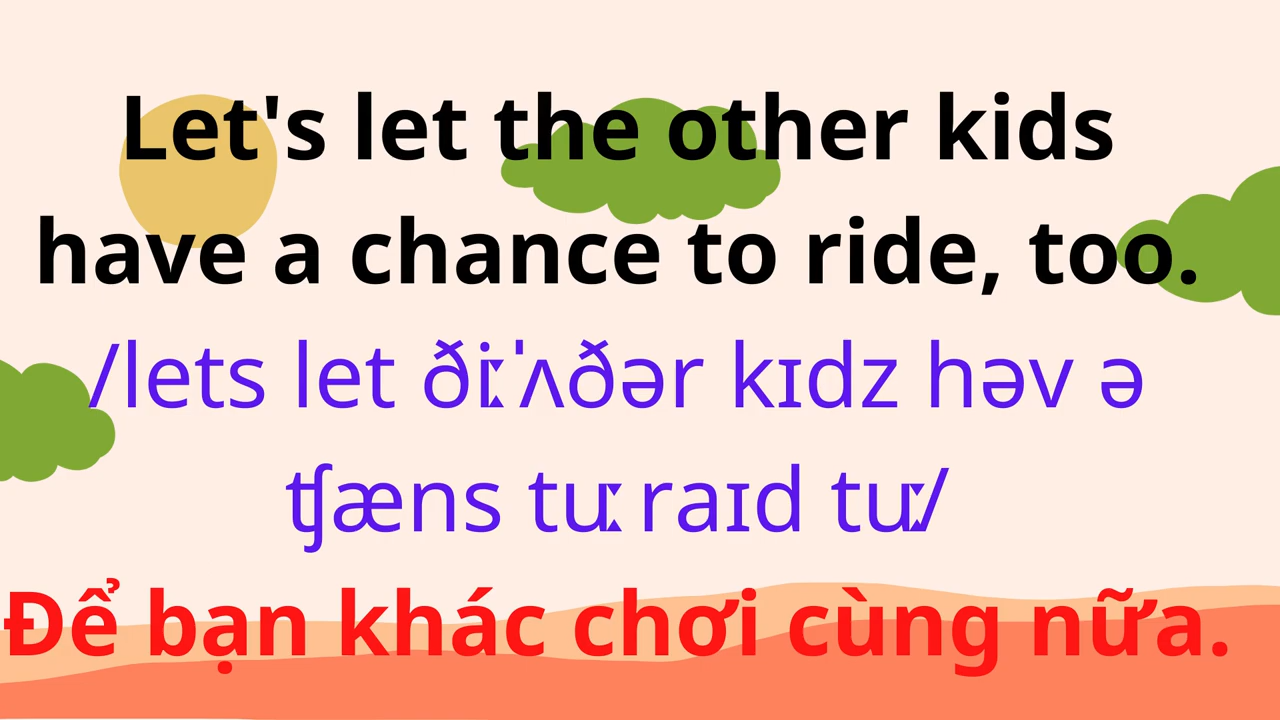 Let's let the other kids
have a chance to ride, too.
/lets let ðiːˈʌðər kɪdz həv ə
ʧæns tuː raɪd tuː/
Để bạn khác chơi cùng nữa.